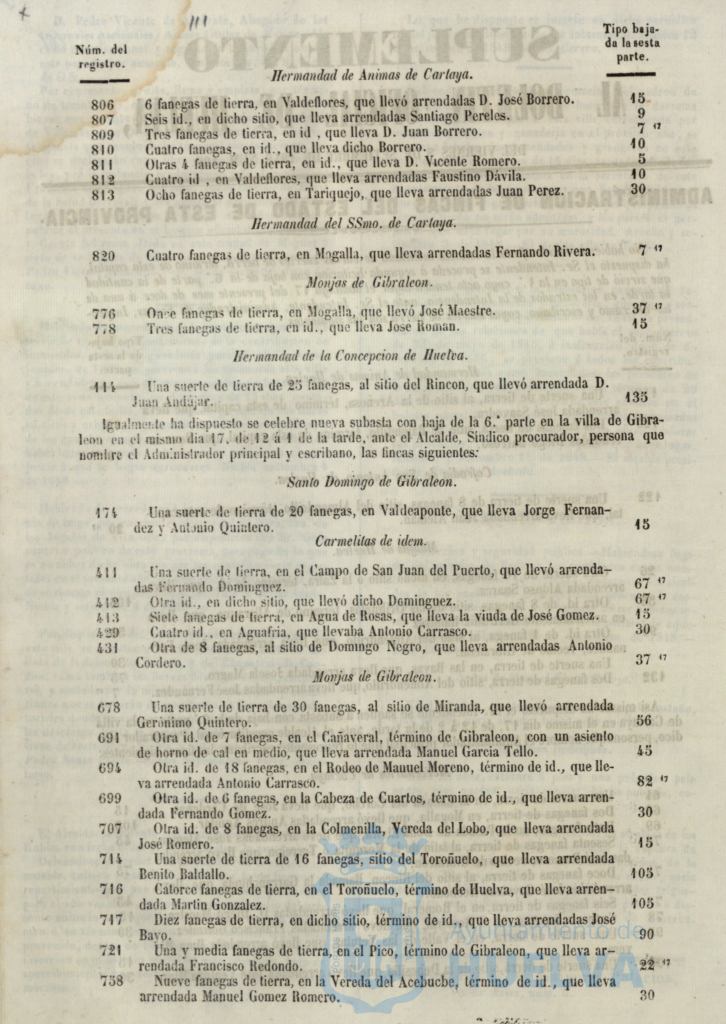 111
Núm. del
registro.
Tipo baja-
da la sesta
parte.
Hermandad de Animas de Cartaya.
806 6 fanegas de tierra, en Valdeflores, que llevó arrendadas D. José Borrero. 15
807 Seis id., en dicho sitio, que lleva arrendadas Santiago Pereles. 9
809 Tres fanegas de tierra, en id , que lleva D. Juan Borrero. 7 17
810 Cuatro fanegas, en id., que lleva dicho Borrero. 10
811 Otras 4 fanegas de tierra, en id., que lleva D. Vicente Romero. 5
812 Cuatro id , en Valdeflores, que lleva arrendadas Faustino Dávila. 10
813 Ocho fanegas de tierra, en Tariquejo, que lleva arrendadas Juan Perez. 30
Hermandad del SSmo. de Cartaya.
820 Cuatro fanegas de tierra, en Mogalla, que lleva arrendadas Fernando Rivera. 7 17
Monjas de Gibraleon.
776 Once fanegas de tierra, en Mogalla, que llevó José Maestre. 37 17
778 Tres fanegas de tierra, en id., que lleva José Roman. 15
Hermandad de la Concepcion de Huelva.
114 Una suerte de tierra de 25 fanegas, al sitio del Rincon, que llevó arrendada D.
Juan Andájar. 135
Igualmente ha dispuesto se celebre nueva subasta con baja de la 6.ª parte en la villa de Gibra-
leon en el mismo dia 17, de 12 á 1 de la tarde, ante el Alcalde, Sindico procurador, persona que
nombre el Administrador principal y escribano, las fincas siguientes:
Santo Domingo de Gibraleon.
174 Una suerte de tierra de 20 fanegas, en Valdeaponte, que lleva Jorge Fernan-
dez y Antonio Quintero. 15
Carmelitas de idem.
411 Una suerte de tierra, en el Campo de San Juan del Puerto, que llevó arrenda-
das Fernando Dominguez. 67 17
412 Otra id., en dicho sitio, que llevó dicho Dominguez. 67 17
413 Siete fanegas de tierra, en Agua de Rosas, que lleva la viuda de José Gomez. 15
429 Cuatro id., en Aguafria, que llevaba Antonio Carrasco. 30
431 Otra de 8 fanegas, al sitio de Domingo Negro, que lleva arrendadas Antonio
Cordero. 37 17
Monjas de Gibraleon.
678 Una suerte de tierra de 30 fanegas, al sitio de Miranda, que llevó arrendada
Gerónimo Quintero. 56
691 Otra id. de 7 fanegas, en el Cañaveral, término de Gibraleon, con un asiento
de horno de cal en medio, que lleva arrendada Manuel Garcia Tello. 45
694 Otra id. de 18 fanegas, en el Rodeo de Manuel Moreno, término de id., que lle-
va arrendada Antonio Carrasco. 82 17
699 Otra id. de 6 fanegas, en la Cabeza de Cuartos, término de id., que lleva arren-
dada Fernando Gomez. 30
707 Otra id. de 8 fanegas, en la Colmenilla, Vereda del Lobo, que lleva arrendada
José Romero. 15
714 Una suerte de tierra de 16 fanegas, sitio del Toroñuelo, que lleva arrendada
Benito Baldallo. 105
716 Catorce fanegas de tierra, en el Toroñuelo, término de Huelva, que lleva arren-
dada Martin Gonzalez. 105
717 Diez fanegas de tierra, en dicho sitio, término de id., que lleva arrendadas José
Bayo. 90
721 Una y media fanegas de tierra, en el Pico, término de Gibraleon, que lleva ar-
rendada Francisco Redondo. 22 17
758 Nueve fanegas de tierra, en la Vereda del Acebuche, término de id., que lleva
arrendada Manuel Gomez Romero. 30
Ayuntamiento de
HUELVA